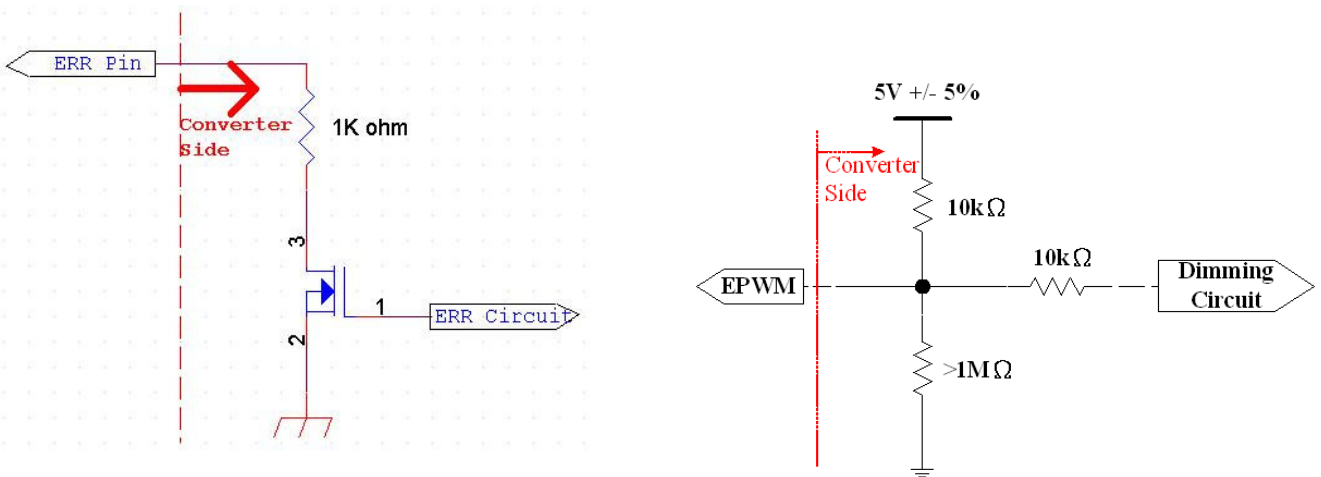 ERR Pin
Converter
Side
1K ohm
3
1
2
ERR Circuit
5V +/- 5%
Converter
Side
10kΩ
10kΩ
EPWM
Dimming
Circuit
>1MΩ